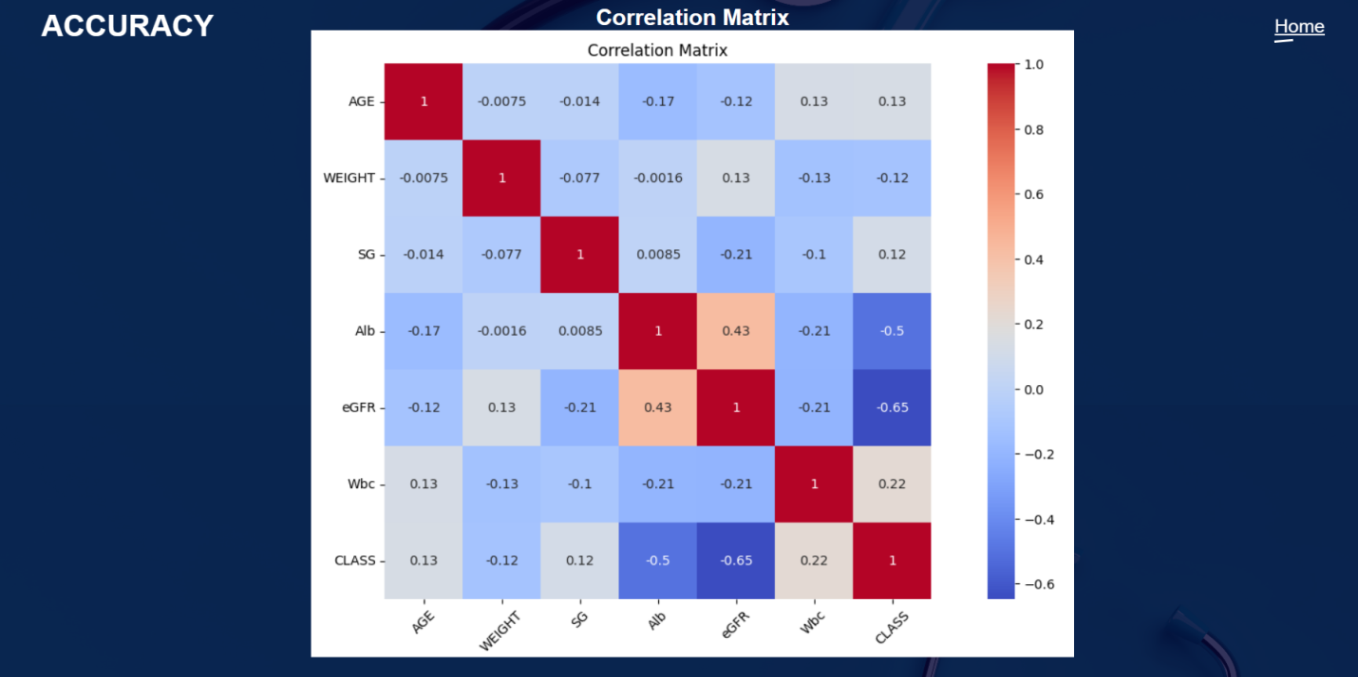 ACCURACY
Correlation Matrix
Home
Correlation Matrix
AGE 1 -0.0075 -0.014 -0.17 -0.12 0.13 0.13
WEIGHT -0.0075 1 -0.077 -0.0016 0.13 -0.13 -0.12
SG -0.014 -0.077 1 0.0085 -0.21 -0.1 0.12
Alb -0.17 -0.0016 0.0085 1 0.43 -0.21 -0.5
eGFR -0.12 0.13 -0.21 0.43 1 -0.21 -0.65
Wbc 0.13 -0.13 -0.1 -0.21 -0.21 1 0.22
CLASS 0.13 -0.12 0.12 -0.5 -0.65 0.22 1
AGE WEIGHT SG Alb eGFR Wbc CLASS
1.0
0.8
0.6
0.4
0.2
0.0
−0.2
−0.4
−0.6